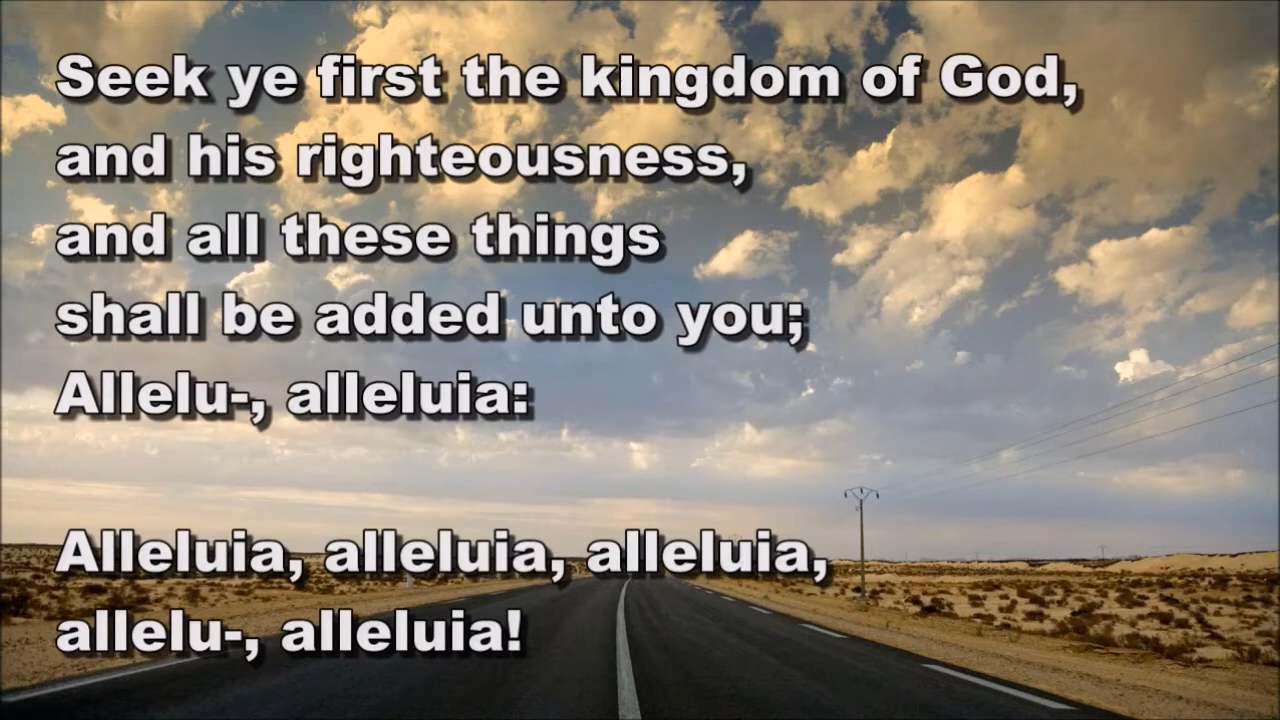 Seek ye first the kingdom of God,
and his righteousness,
and all these things
shall be added unto you;
Allelu-, alleluia:
Alleluia, alleluia, alleluia,
allelu-, alleluia!